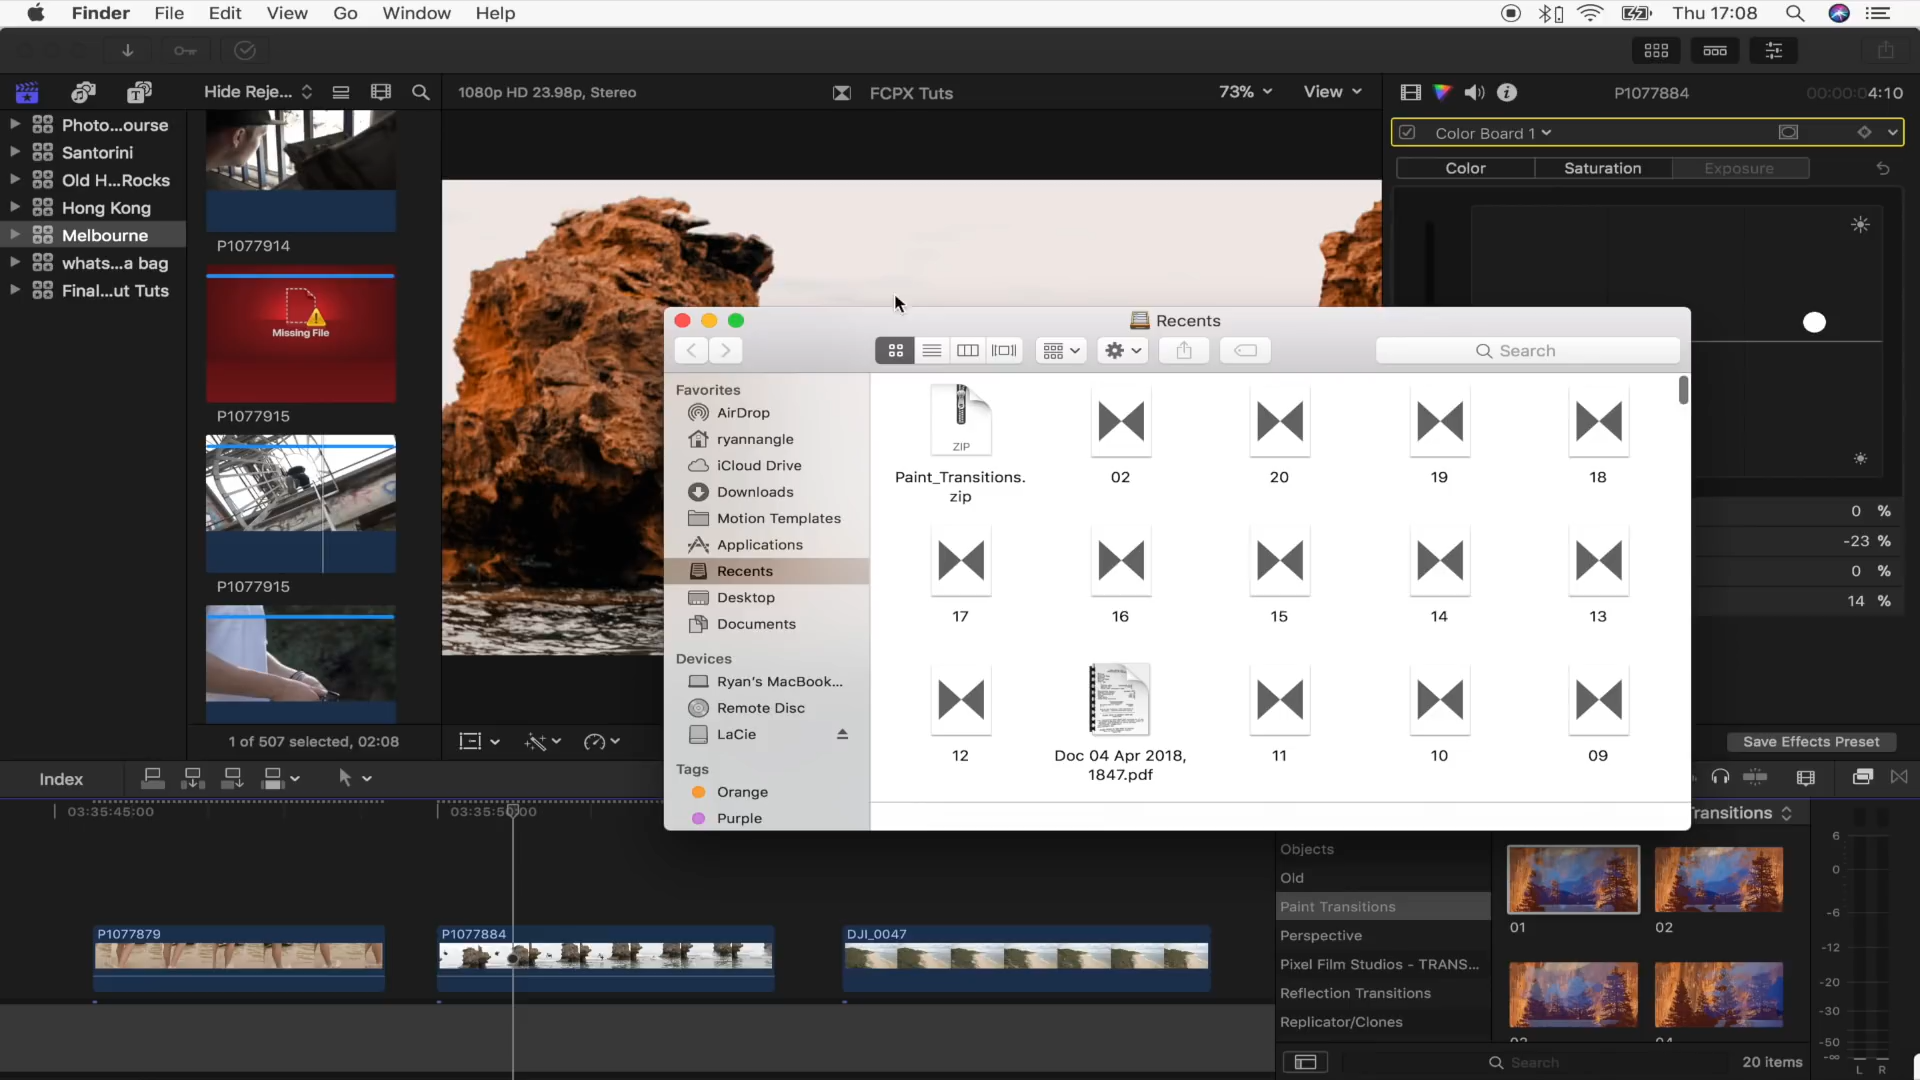 Finder File Edit View Go Window Help
Thu 17:08
Hide Reje...
1080p HD 23.98p, Stereo
FCPX Tuts
73%
View
P1077884
00:00:04:10
Photo...ourse
Santorini
Old H...Rocks
Hong Kong
Melbourne
whats...a bag
Final...ut Tuts
P1077914
Missing File
P1077915
P1077915
1 of 507 selected, 02:08
Color Board 1
Color
Saturation
Exposure
0 %
-23 %
0 %
14 %
Save Effects Preset
Recents
Search
Favorites
AirDrop
ryannangle
iCloud Drive
Downloads
Motion Templates
Applications
Recents
Desktop
Documents
Devices
Ryan's MacBook...
Remote Disc
LaCie
Tags
Orange
Purple
ZIP
Paint_Transitions.
zip
02
20
19
18
17
16
15
14
13
12
Doc 04 Apr 2018,
1847.pdf
11
10
09
Index
03:35:45:00
03:35:50:00
P1077879
P1077884
DJI_0047
ransitions
Objects
Old
Paint Transitions
Perspective
Pixel Film Studios - TRANS...
Reflection Transitions
Replicator/Clones
01
02
Search
20 items
6
0
-6
-12
-20
-30
-50
-∞
L R